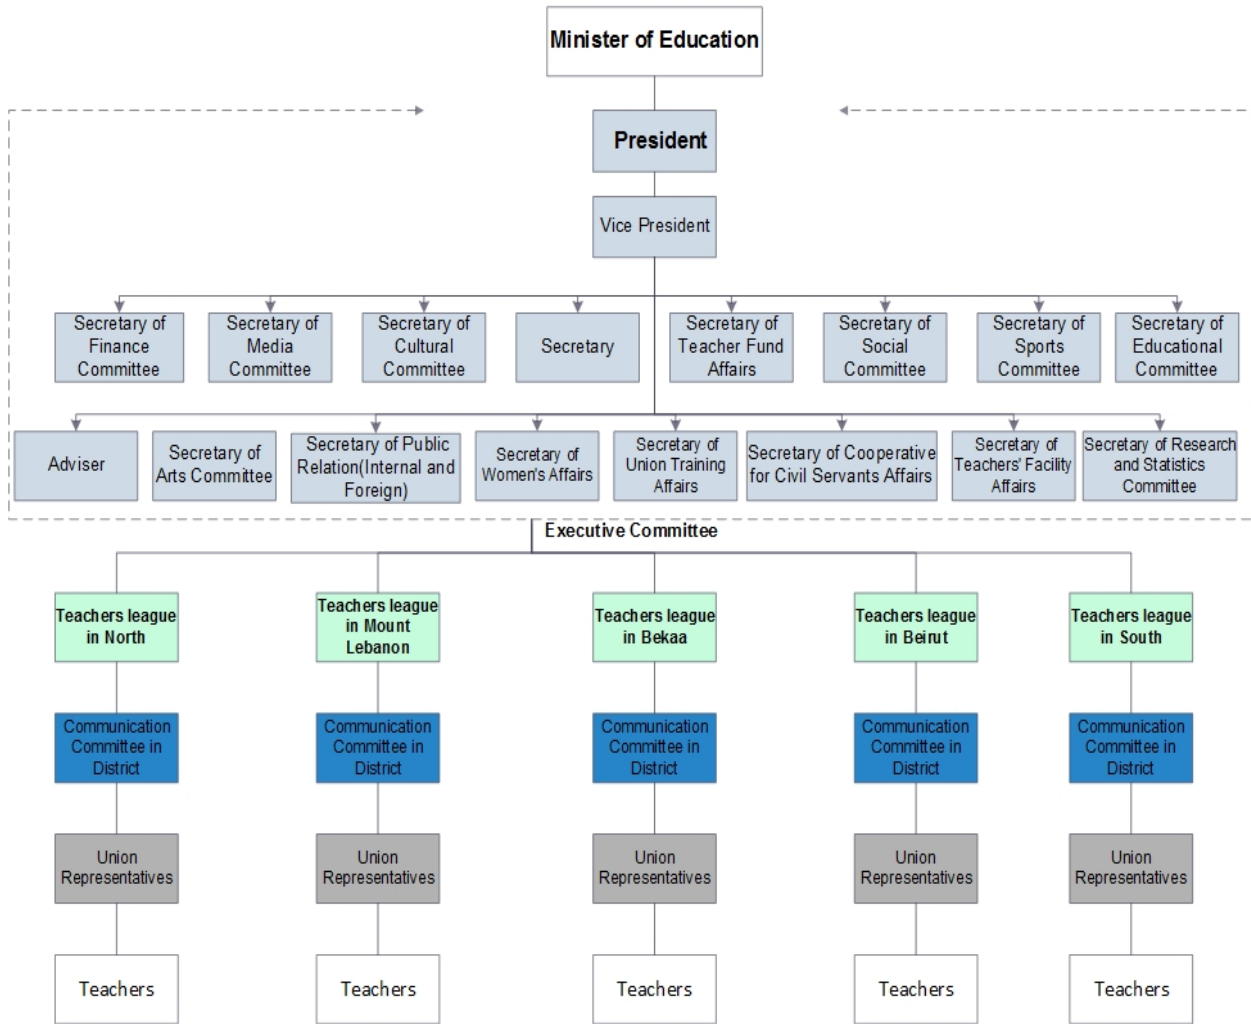 Minister of Education
President
Vice President
Secretary of
Finance
Committee
Secretary of
Media
Committee
Secretary of
Cultural
Committee
Secretary
Secretary of
Teacher Fund
Affairs
Secretary of
Social
Committee
Secretary of
Sports
Committee
Secretary of
Educational
Committee
Adviser
Secretary of
Arts Committee
Secretary of Public
Relation(Internal and
Foreign)
Secretary of
Women's Affairs
Secretary of
Union Training
Affairs
Secretary of Cooperative
for Civil Servants Affairs
Secretary of
Teachers' Facility
Affairs
Secretary of Research
and Statistics
Committee
Executive Committee
Teachers league
in North
Teachers league
in Mount
Lebanon
Teachers league
in Bekaa
Teachers league
in Beirut
Teachers league
in South
Communication
Committee in
District
Communication
Committee in
District
Communication
Committee in
District
Communication
Committee in
District
Communication
Committee in
District
Union
Representatives
Union
Representatives
Union
Representatives
Union
Representatives
Union
Representatives
Teachers
Teachers
Teachers
Teachers
Teachers